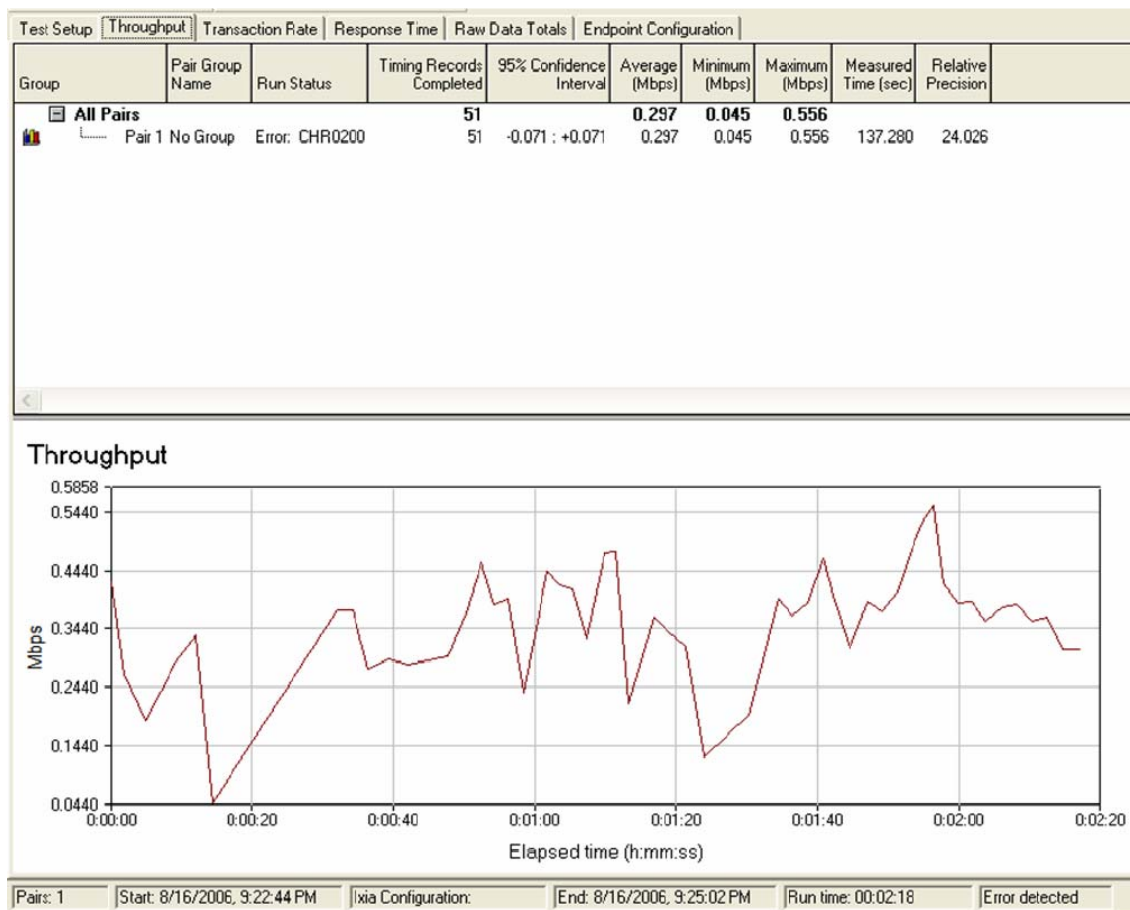 Test Setup Throughput Transaction Rate Response Time Raw Data Totals Endpoint Configuration
Group Pair Group Name Run Status Timing Records Completed 95% Confidence Interval Average (Mbps) Minimum (Mbps) Maximum (Mbps) Measured Time (sec) Relative Precision
All Pairs 51 0.297 0.045 0.556
Pair 1 No Group Error: CHR0200 51 -0.071 : +0.071 0.297 0.045 0.556 137.280 24.026
Throughput
0.5858
0.5440
0.4440
0.3440
0.2440
0.1440
0.0440
Mbps
0:00:00 0:00:20 0:00:40 0:01:00 0:01:20 0:01:40 0:02:00 0:02:20
Elapsed time (h:mm:ss)
Pairs: 1 Start: 8/16/2006, 9:22:44 PM Ixia Configuration: End: 8/16/2006, 9:25:02 PM Run time: 00:02:18 Error detected